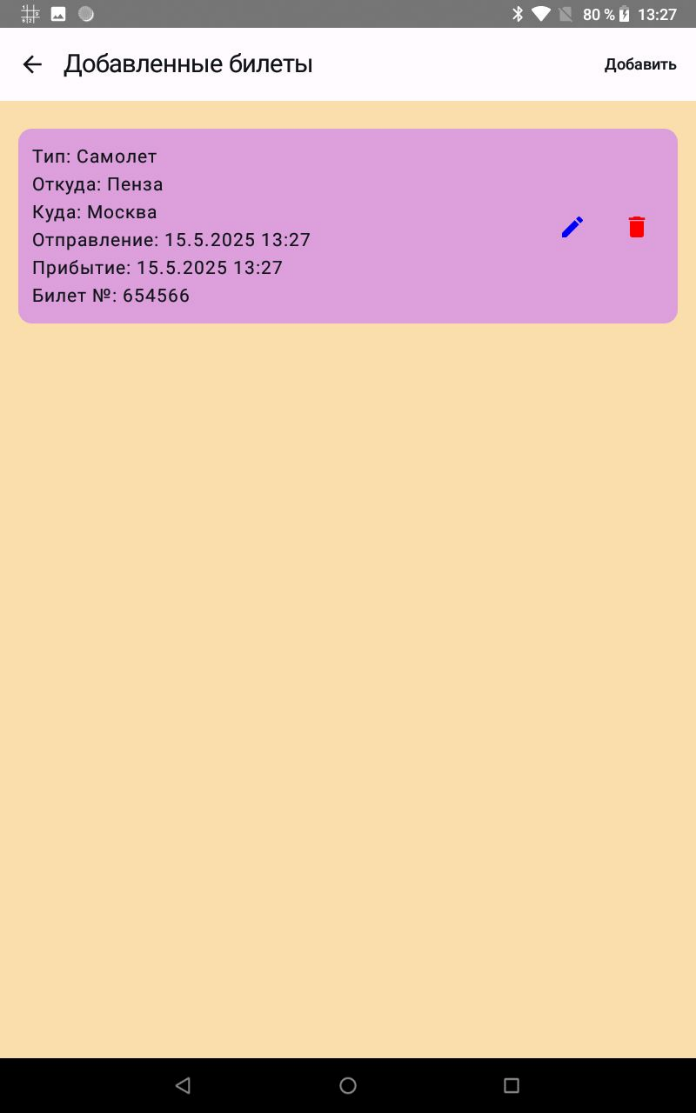 80 % 13:27
Добавленные билеты
Добавить
Тип: Самолет
Откуда: Пенза
Куда: Москва
Отправление: 15.5.2025 13:27
Прибытие: 15.5.2025 13:27
Билет №: 654566